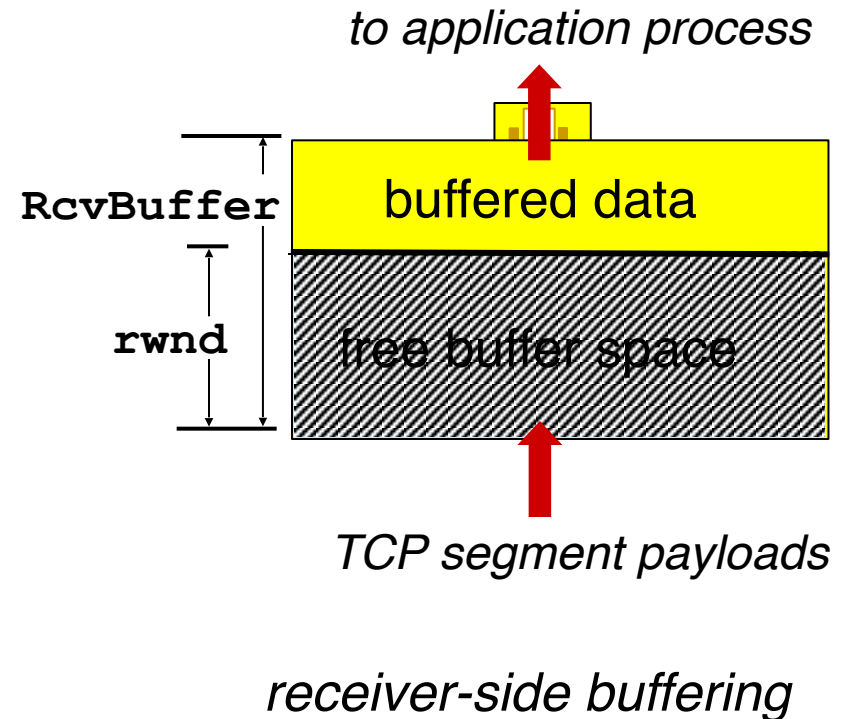 to application process
RcvBuffer
buffered data
rwnd
free buffer space
TCP segment payloads
receiver-side buffering